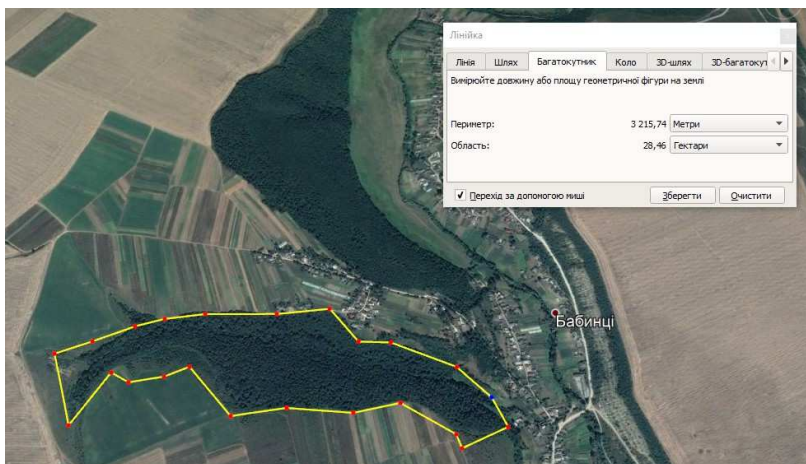 Лінійка
Лінія Шлях Багатокутник Коло 3D-шлях 3D-багатокут
Виміруйте довжину або площу геометричної фігури на землі
Периметр: 3 215,74 Метри
Область: 28,46 Гектари
Перехід за допомогою миші Зберегти Очистити
Бабинці